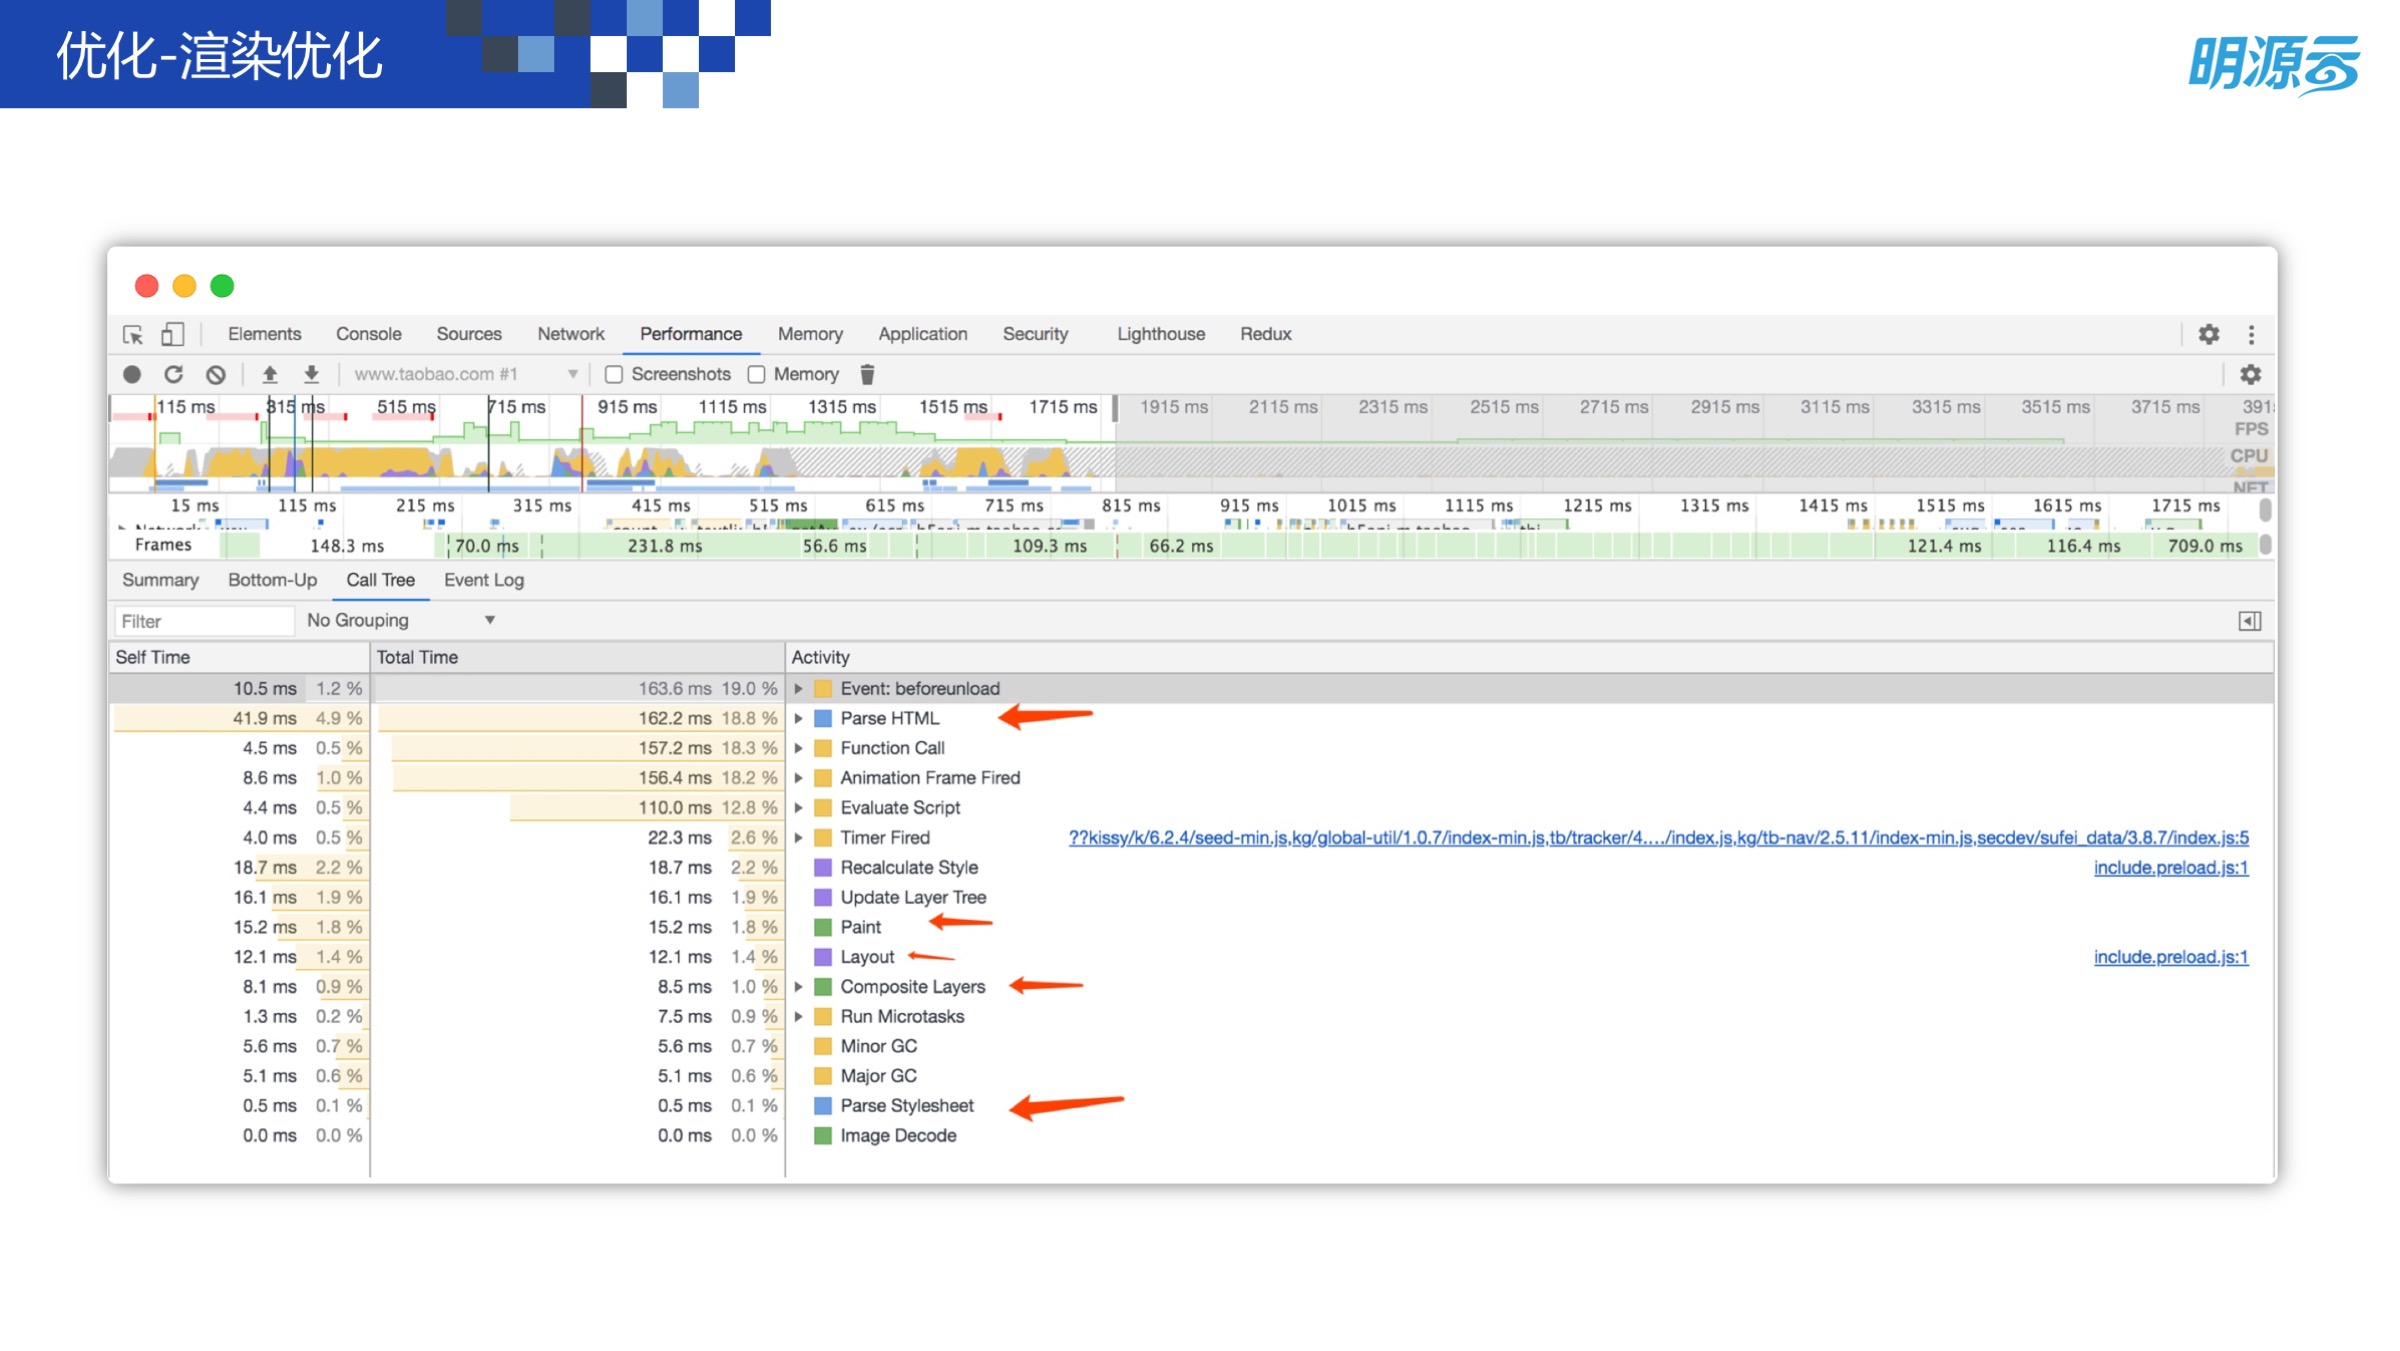 优化-渲染优化
明源云
Elements Console Sources Network Performance Memory Application Security Lighthouse Redux
www.taobao.com #1 Screenshots Memory
115 ms 315 ms 515 ms 715 ms 915 ms 1115 ms 1315 ms 1515 ms 1715 ms 1915 ms 2115 ms 2315 ms 2515 ms 2715 ms 2915 ms 3115 ms 3315 ms 3515 ms 3715 ms
FPS
CPU
NET
15 ms 115 ms 215 ms 315 ms 415 ms 515 ms 615 ms 715 ms 815 ms 915 ms 1015 ms 1115 ms 1215 ms 1315 ms 1415 ms 1515 ms 1615 ms 1715 ms
Frames 148.3 ms 70.0 ms 231.8 ms 56.6 ms 109.3 ms 66.2 ms 121.4 ms 116.4 ms 709.0 ms
Summary Bottom-Up Call Tree Event Log
Filter No Grouping
Self Time Total Time Activity
10.5 ms 1.2 % 163.6 ms 19.0 % Event: beforeunload
41.9 ms 4.9 % 162.2 ms 18.8 % Parse HTML
4.5 ms 0.5 % 157.2 ms 18.3 % Function Call
8.6 ms 1.0 % 156.4 ms 18.2 % Animation Frame Fired
4.4 ms 0.5 % 110.0 ms 12.8 % Evaluate Script
4.0 ms 0.5 % 22.3 ms 2.6 % Timer Fired ??kissy/k/6.2.4/seed-min.js,kg/global-util/1.0.7/index-min.js,tb/tracker/4…./index.js,kg/tb-nav/2.5.11/index-min.js,secdev/sufei_data/3.8.7/index.js:5
18.7 ms 2.2 % 18.7 ms 2.2 % Recalculate Style include.preload.js:1
16.1 ms 1.9 % 16.1 ms 1.9 % Update Layer Tree
15.2 ms 1.8 % 15.2 ms 1.8 % Paint
12.1 ms 1.4 % 12.1 ms 1.4 % Layout include.preload.js:1
8.1 ms 0.9 % 8.5 ms 1.0 % Composite Layers
1.3 ms 0.2 % 7.5 ms 0.9 % Run Microtasks
5.6 ms 0.7 % 5.6 ms 0.7 % Minor GC
5.1 ms 0.6 % 5.1 ms 0.6 % Major GC
0.5 ms 0.1 % 0.5 ms 0.1 % Parse Stylesheet
0.0 ms 0.0 % 0.0 ms 0.0 % Image Decode